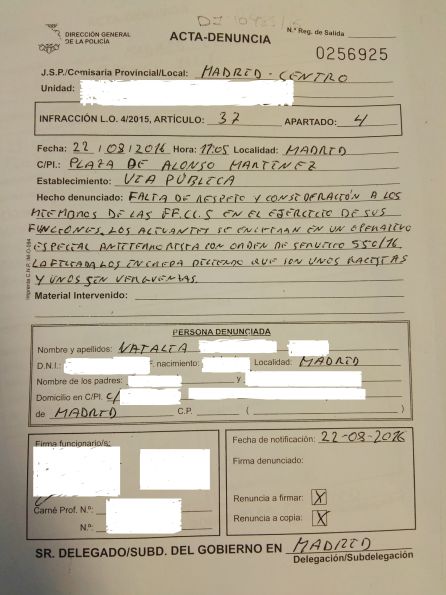 DIRECCIÓN GENERAL
DE LA POLICÍA
ACTA-DENUNCIA
N.º Reg. de Salida
0256925
J.S.P./Comisaría Provincial/Local: MADRID - CENTRO
Unidad:
INFRACCIÓN L.O. 4/2015, ARTÍCULO: 37 APARTADO: 4
Fecha: 22/08/2016 Hora: 17:05 Localidad: MADRID
C/Pl.: PLAZA DE ALONSO MARTINEZ
Establecimiento: VIA PÚBLICA
Hecho denunciado: FALTA DE RESPETO Y CONSIDERACIÓN A LOS
MIEMBROS DE LAS FF.CC.S EN EL EJERCICIO DE SUS
FUNCIONES. LOS ACTUANTES SE ENCUENTRAN EN UN OPERATIVO
ESPECIAL ANTITERRORISTA CON ORDEN DE SERVICIO 550/16
LA FILIADA LOS INCREPA DICIENDO QUE SON UNOS RACISTAS
Y UNOS SIN VERGUENZAS.
Material Intervenido:
PERSONA DENUNCIADA
Nombre y apellidos: NATALIA
D.N.I.: nacimiento: Localidad: MADRID
Nombre de los padres: y
Domicilio en C/Pl. C/
de MADRID C.P. ( )
Firma funcionario/s:
Carné Prof. N.º:
N.º:
Fecha de notificación: 22-08-2016
Firma denunciado:
Renuncia a firmar: X
Renuncia a copia: X
SR. DELEGADO/SUBD. DEL GOBIERNO EN MADRID
Delegación/Subdelegación